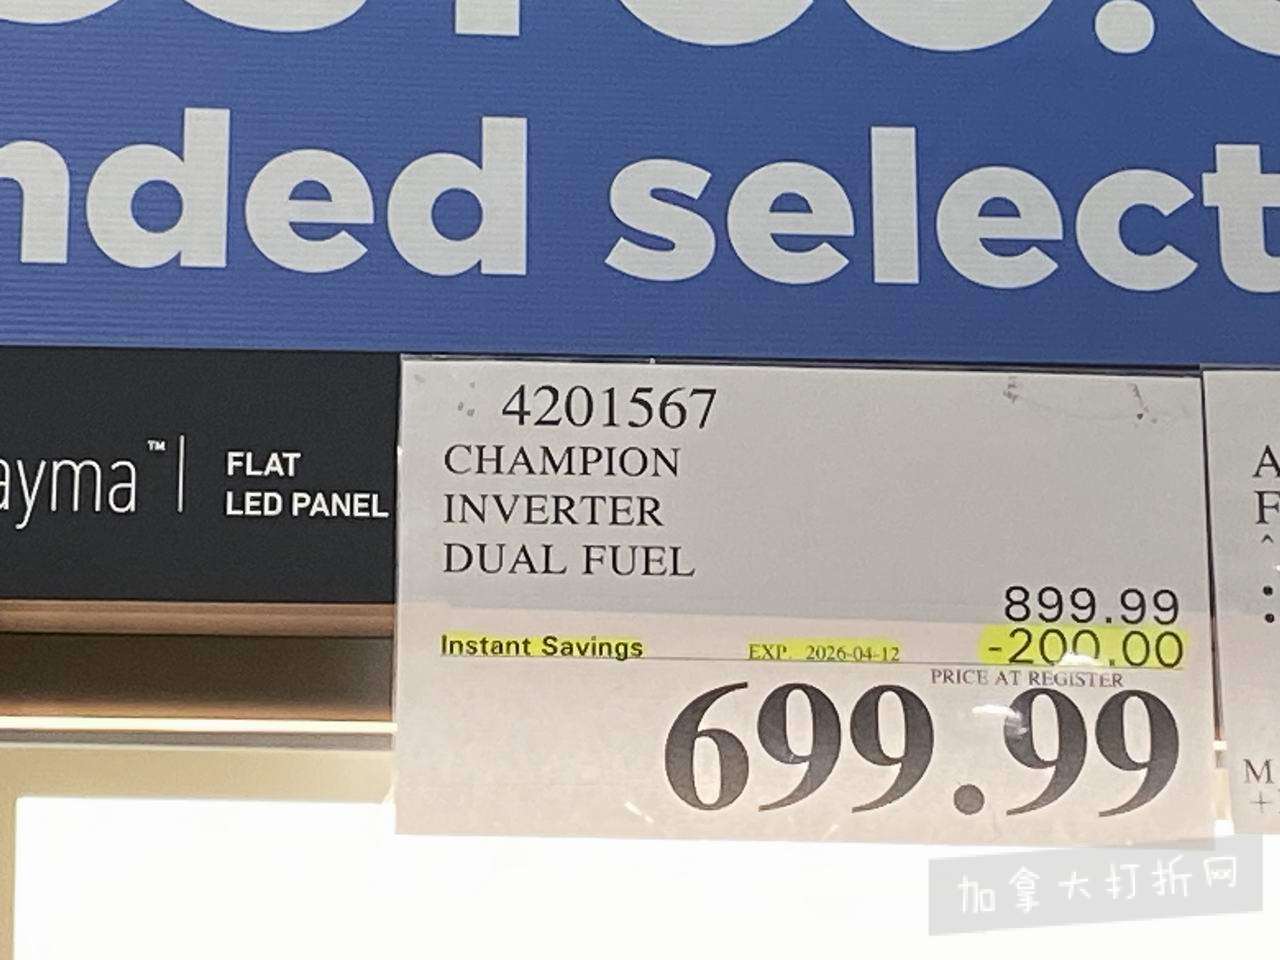 nded select
ayma™ | FLAT
LED PANEL
4201567
CHAMPION
INVERTER
DUAL FUEL
899.99
Instant Savings EXP. 2026-04-12 -200.00
PRICE AT REGISTER
699.99
A
F
M
+
加拿大打折网